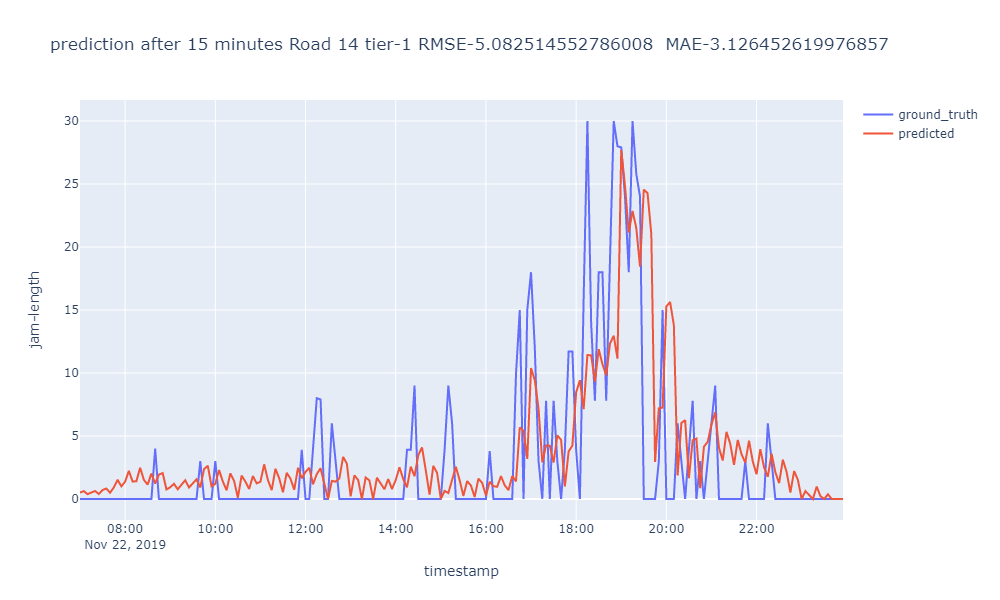 prediction after 15 minutes Road 14 tier-1 RMSE-5.082514552786008  MAE-3.126452619976857
ground_truth
predicted
jam-length
30
25
20
15
10
5
0
08:00 10:00 12:00 14:00 16:00 18:00 20:00 22:00
Nov 22, 2019
timestamp